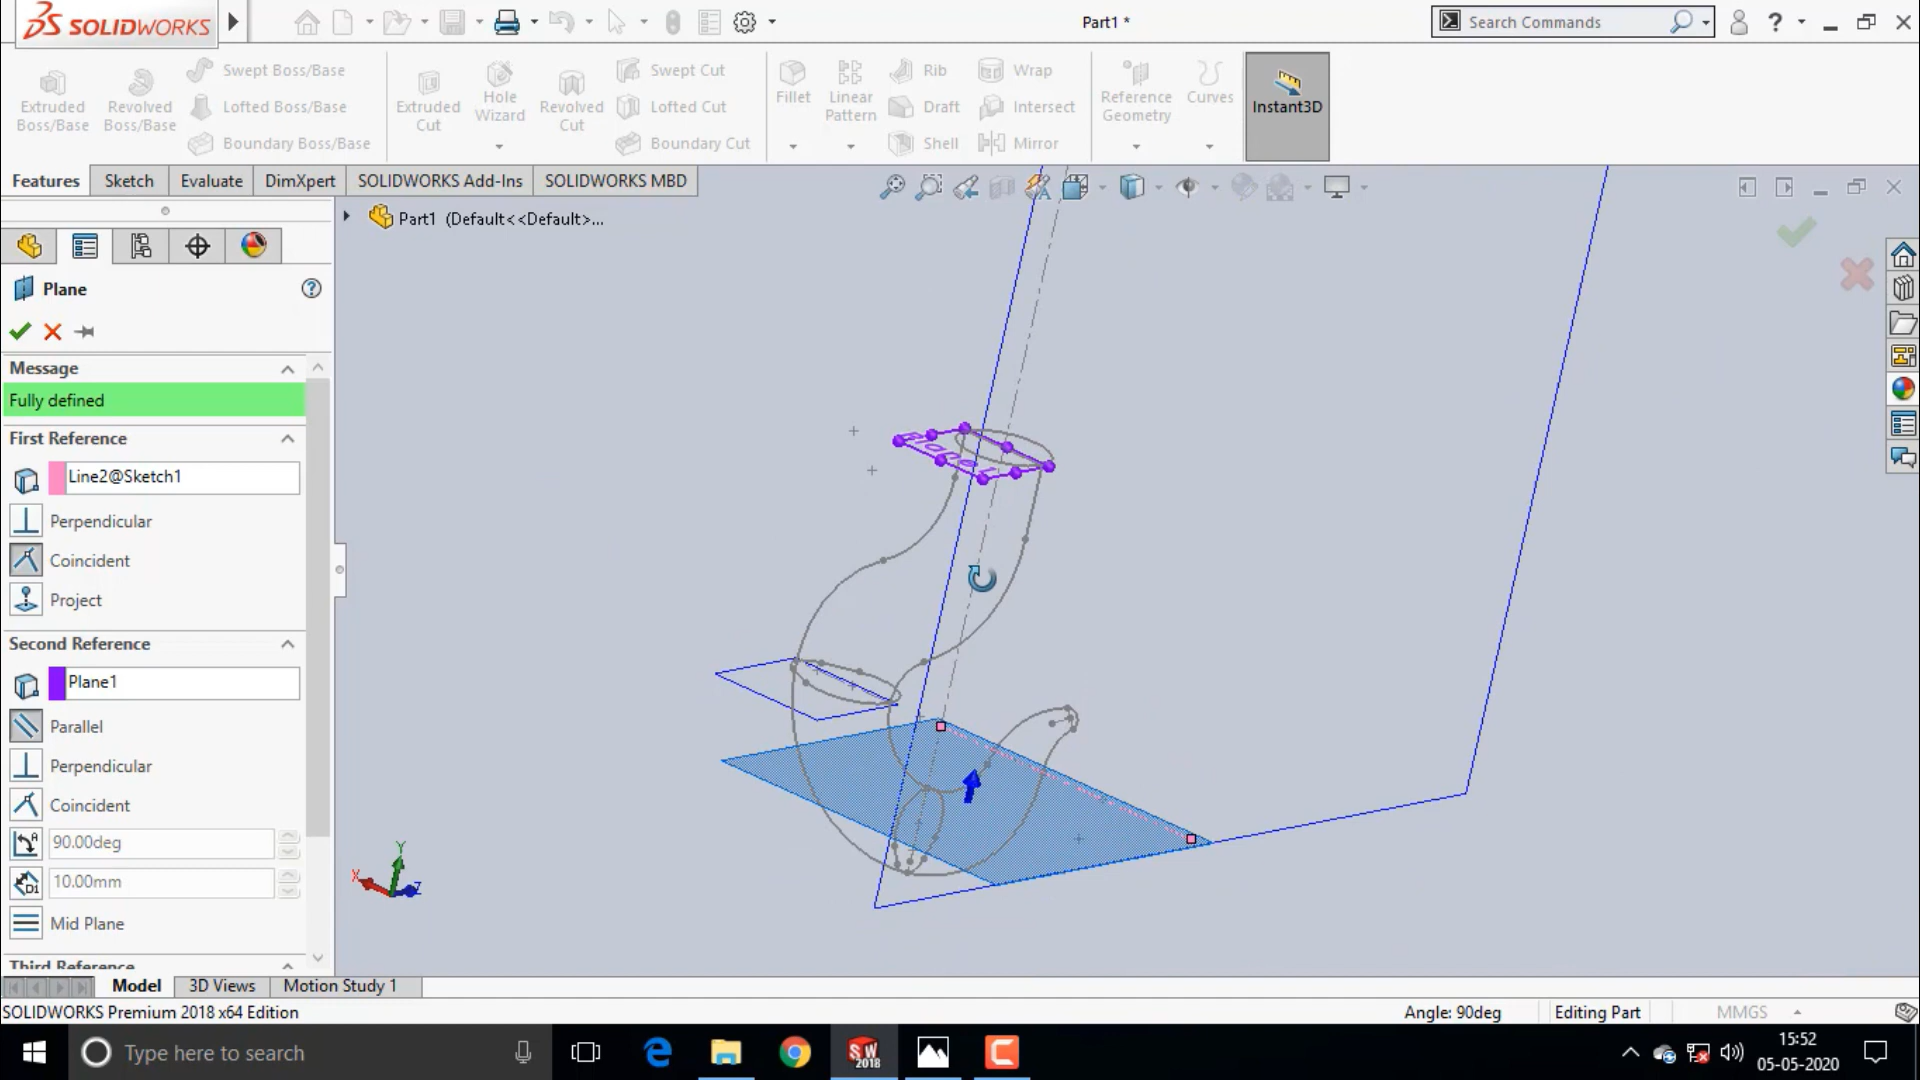 SOLIDWORKS
Part1 *
Search Commands
?
Extruded Boss/Base
Revolved Boss/Base
Swept Boss/Base
Lofted Boss/Base
Boundary Boss/Base
Extruded Cut
Hole Wizard
Revolved Cut
Swept Cut
Lofted Cut
Boundary Cut
Fillet
Linear Pattern
Rib
Draft
Shell
Wrap
Intersect
Mirror
Reference Geometry
Curves
Instant3D
Features
Sketch
Evaluate
DimXpert
SOLIDWORKS Add-Ins
SOLIDWORKS MBD
Part1 (Default<<Default>...
Plane
Message
Fully defined
First Reference
Line2@Sketch1
Perpendicular
Coincident
Project
Second Reference
Plane1
Parallel
Perpendicular
Coincident
90.00deg
10.00mm
Mid Plane
Third Reference
Plane1
X
Y
Z
Model
3D Views
Motion Study 1
SOLIDWORKS Premium 2018 x64 Edition
Angle: 90deg
Editing Part
MMGS
Type here to search
SW
2018
15:52
05-05-2020